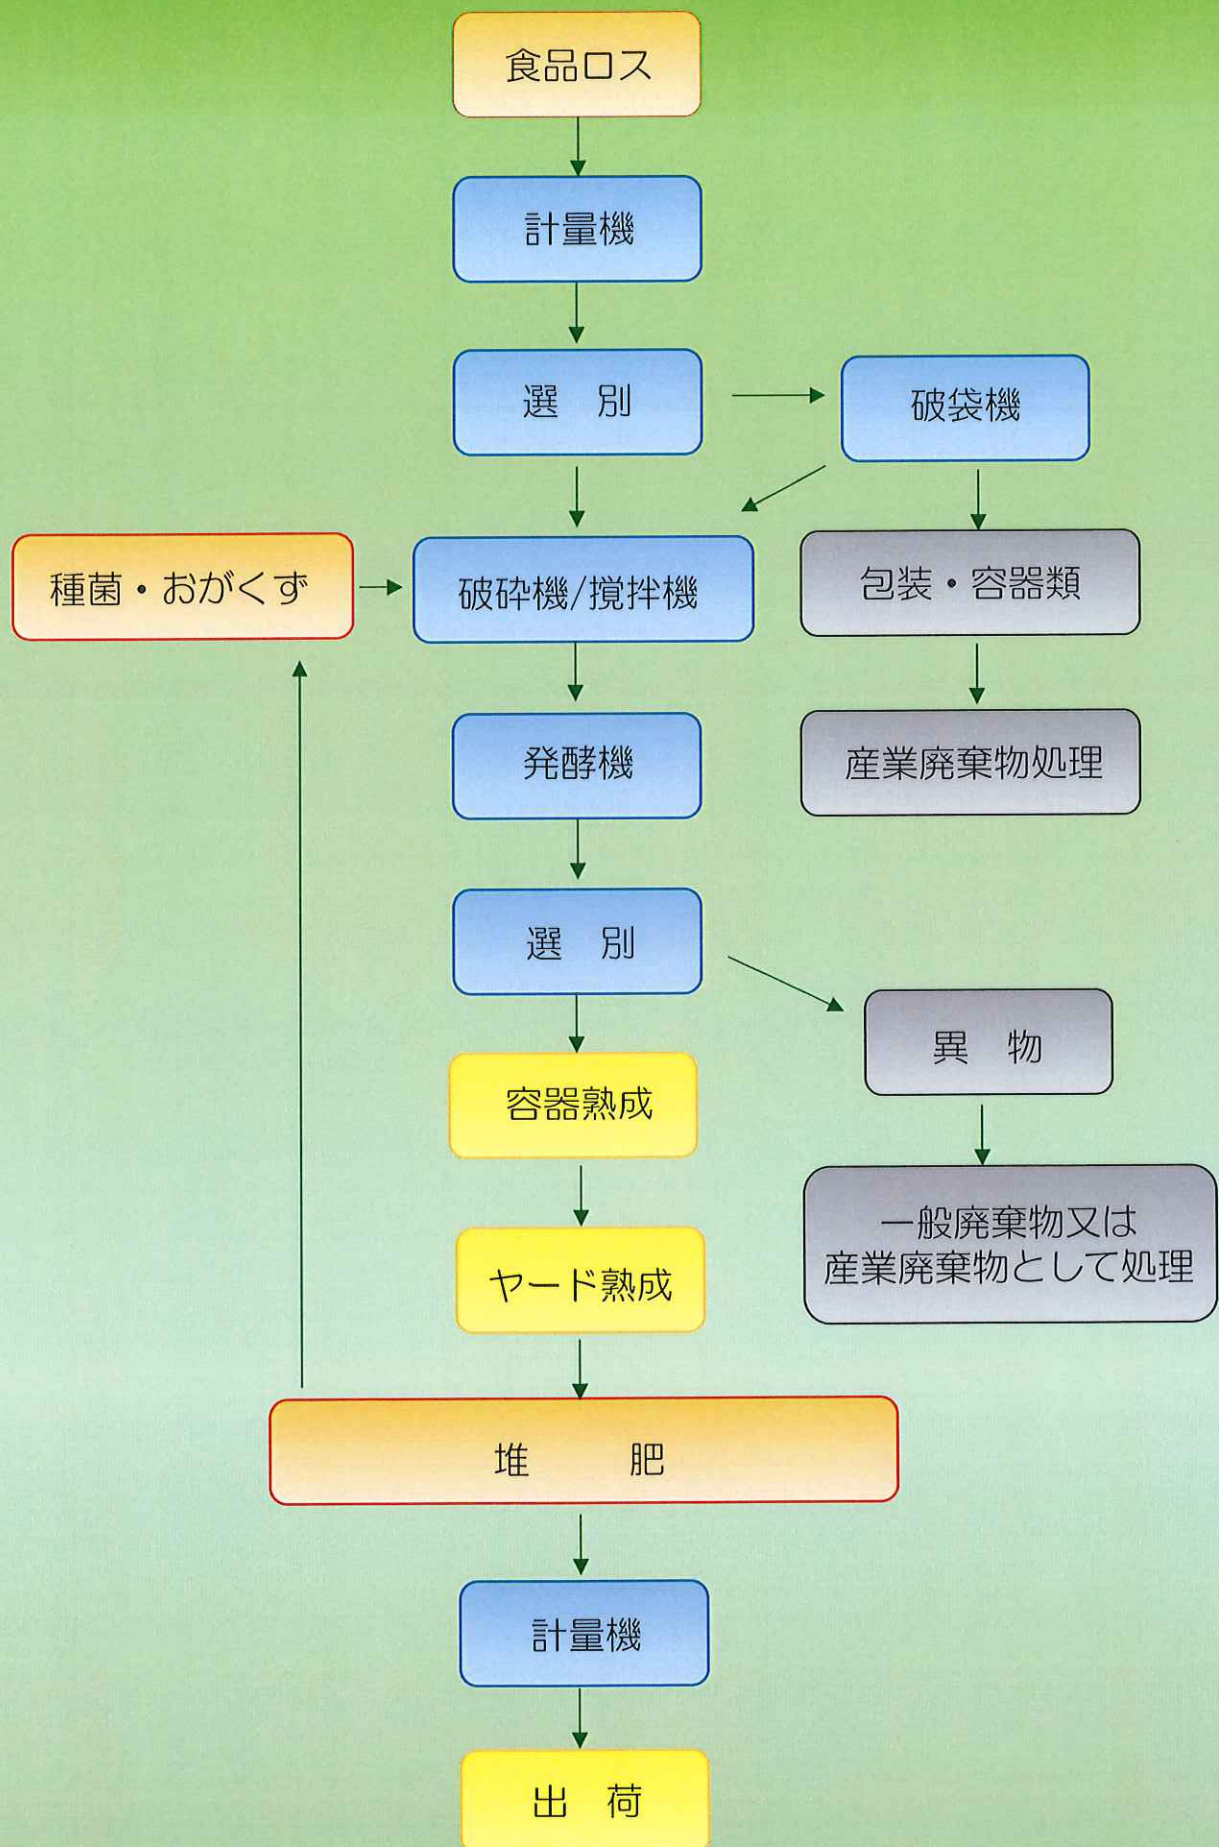 食品ロス
計量機
選　別
破袋機
種菌・おがくず
破砕機/撹拌機
包装・容器類
発酵機
産業廃棄物処理
選　別
異　物
容器熟成
一般廃棄物又は
産業廃棄物として処理
ヤード熟成
堆　肥
計量機
出　荷